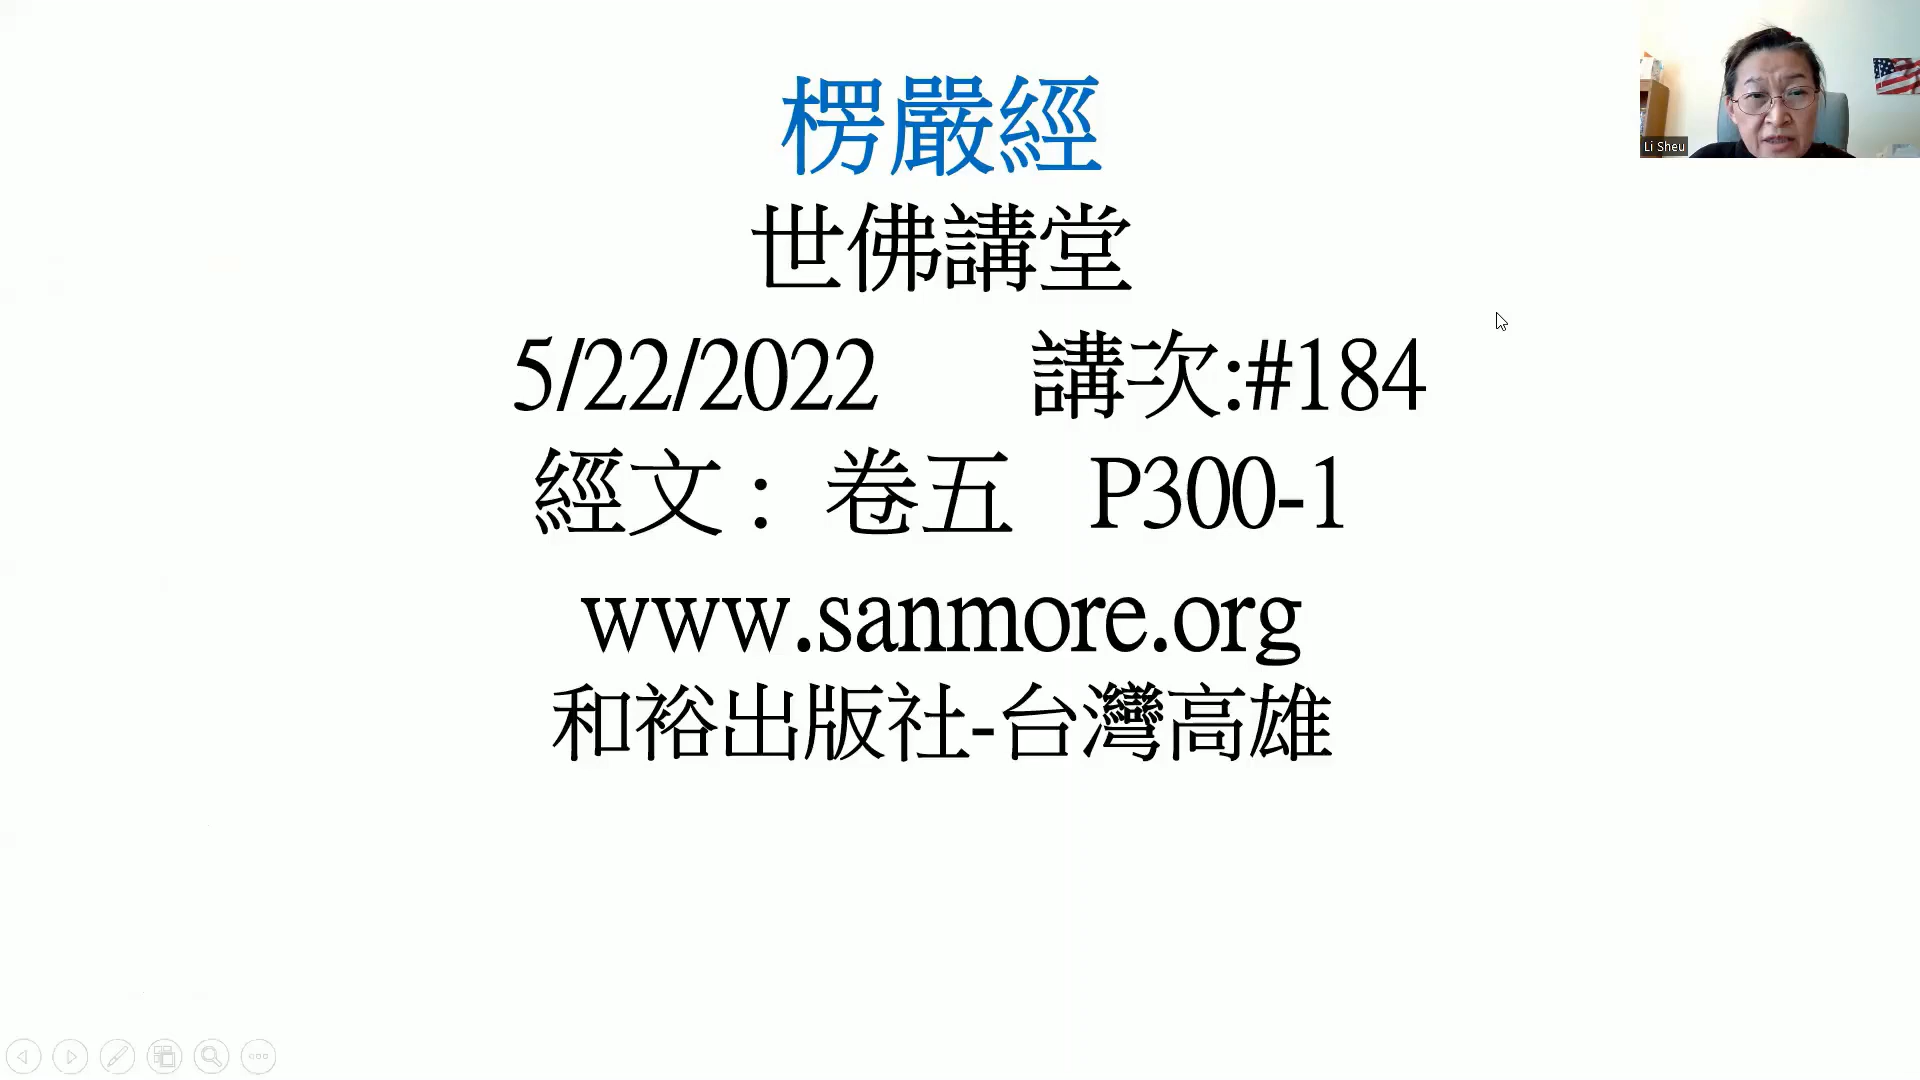 楞嚴經
世佛講堂
5/22/2022 講次:#184
經文: 卷五 P300-1
www.sanmore.org
和裕出版社-台灣高雄
Li Sheu